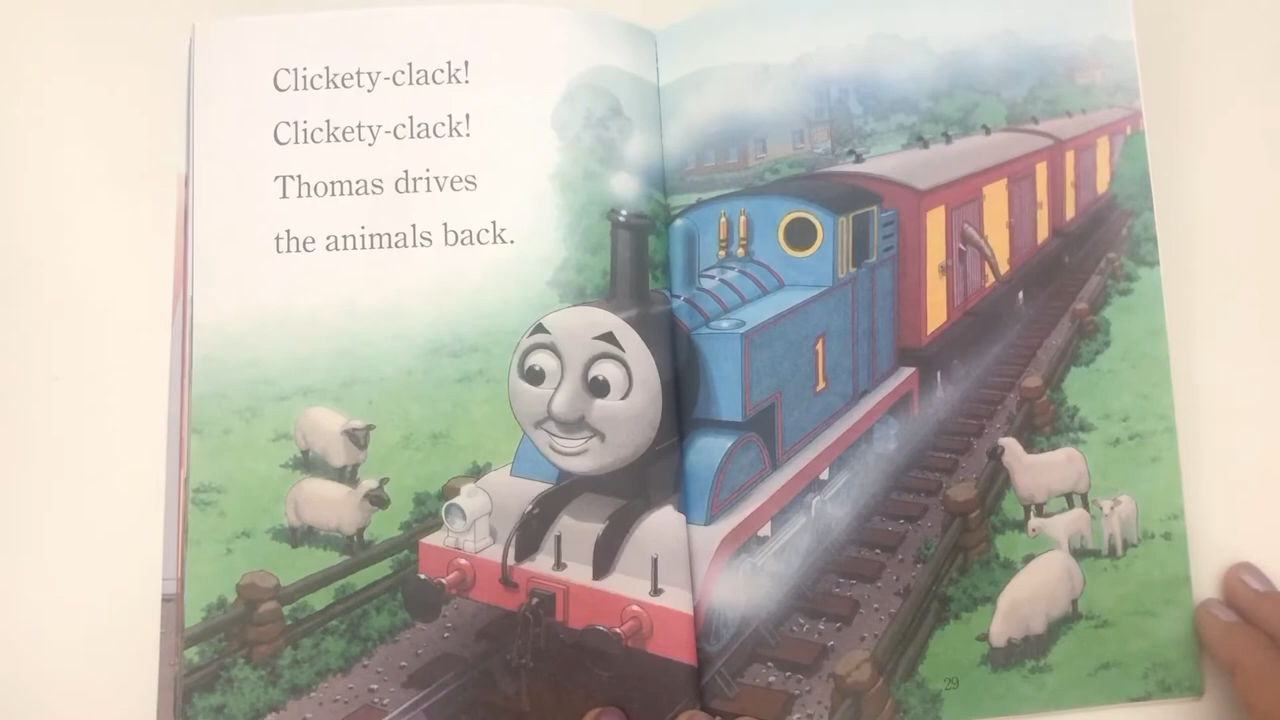 Clickety-clack!
Clickety-clack!
Thomas drives
the animals back.
1
29